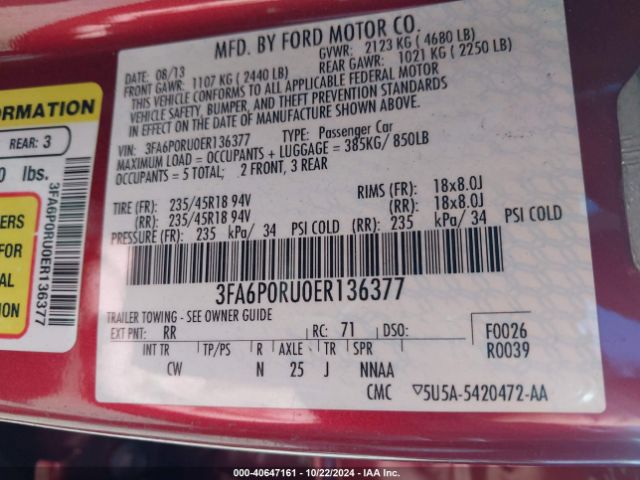 MFD. BY FORD MOTOR CO.
DATE: 08/13
GVWR: 2123 KG ( 4680 LB)
FRONT GAWR: 1107 KG ( 2440 LB)
REAR GAWR: 1021 KG ( 2250 LB)
THIS VEHICLE CONFORMS TO ALL APPLICABLE FEDERAL MOTOR
VEHICLE SAFETY, BUMPER, AND THEFT PREVENTION STANDARDS
IN EFFECT ON THE DATE OF MANUFACTURE SHOWN ABOVE.
VIN: 3FA6P0RU0ER136377 TYPE: Passenger Car
MAXIMUM LOAD = OCCUPANTS + LUGGAGE = 385KG/ 850LB
OCCUPANTS = 5 TOTAL; 2 FRONT, 3 REAR
TIRE (FR): 235/45R18 94V RIMS (FR): 18x8.0J
(RR): 235/45R18 94V (RR): 18x8.0J
PRESSURE (FR): 235 kPa/ 34 PSI COLD (RR): 235 kPa/ 34 PSI COLD
3FA6P0RU0ER136377
TRAILER TOWING - SEE OWNER GUIDE
EXT PNT: RR RC: 71 DSO: F0026
R0039
INT TR TP/PS R AXLE TR SPR
CW N 25 J NNAA
CMC ▽5U5A-5420472-AA
ORMATION
REAR: 3
0 lbs.
ERS
FOR
AL
N
3FA6P0RU0ER136377
000-40647161 | 10/22/2024 | IAA Inc.